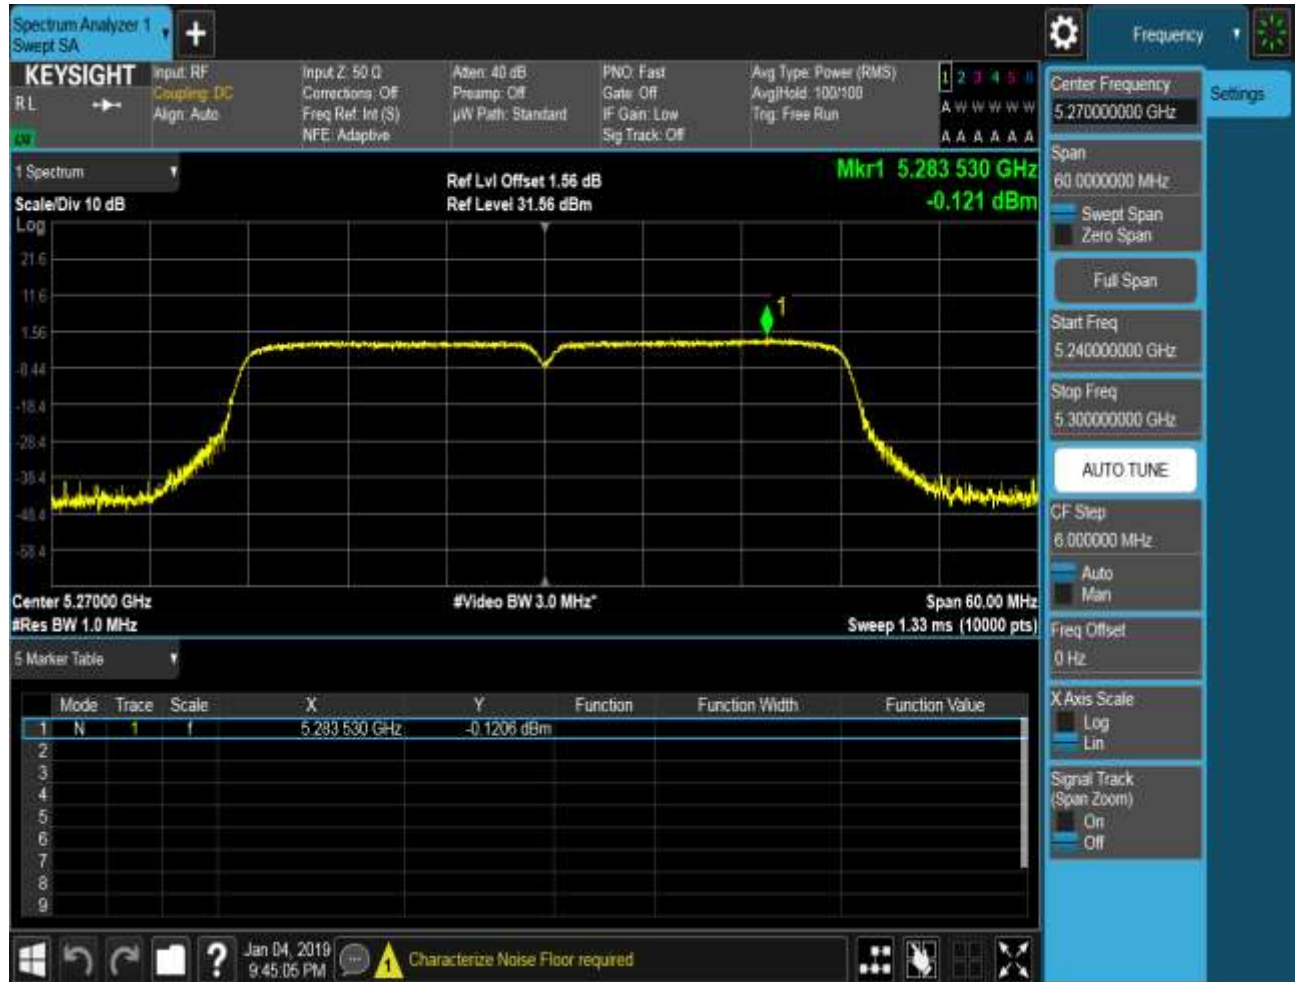 Spectrum Analyzer 1
Swept SA
Frequency
KEYSIGHT
RL
Input: RF
Coupling: DC
Align: Auto
Input Z: 50 Ω
Corrections: Off
Freq Ref: Int (S)
NFE: Adaptive
Atten: 40 dB
Preamp: Off
µW Path: Standard
PNO: Fast
Gate: Off
IF Gain: Low
Sig Track: Off
Avg Type: Power (RMS)
Avg|Hold: 100/100
Trig: Free Run
1 2 3 4 5 6
A W W W W W
A A A A A A
1 Spectrum
Scale/Div 10 dB
Log
Ref Lvl Offset 1.56 dB
Ref Level 31.56 dBm
Mkr1 5.283 530 GHz
-0.121 dBm
21.6
11.6
1.56
-8.44
-18.4
-28.4
-38.4
-48.4
-58.4
1
Center 5.27000 GHz
#Res BW 1.0 MHz
#Video BW 3.0 MHz*
Span 60.00 MHz
Sweep 1.33 ms (10000 pts)
5 Marker Table
Mode Trace Scale X Y Function Function Width Function Value
1 N 1 f 5.283 530 GHz -0.1206 dBm
2
3
4
5
6
7
8
9
Jan 04, 2019
9:45:05 PM
Characterize Noise Floor required
Settings
Center Frequency
5.270000000 GHz
Span
60.0000000 MHz
Swept Span
Zero Span
Full Span
Start Freq
5.240000000 GHz
Stop Freq
5.300000000 GHz
AUTO TUNE
CF Step
6.000000 MHz
Auto
Man
Freq Offset
0 Hz
X Axis Scale
Log
Lin
Signal Track
(Span Zoom)
On
Off